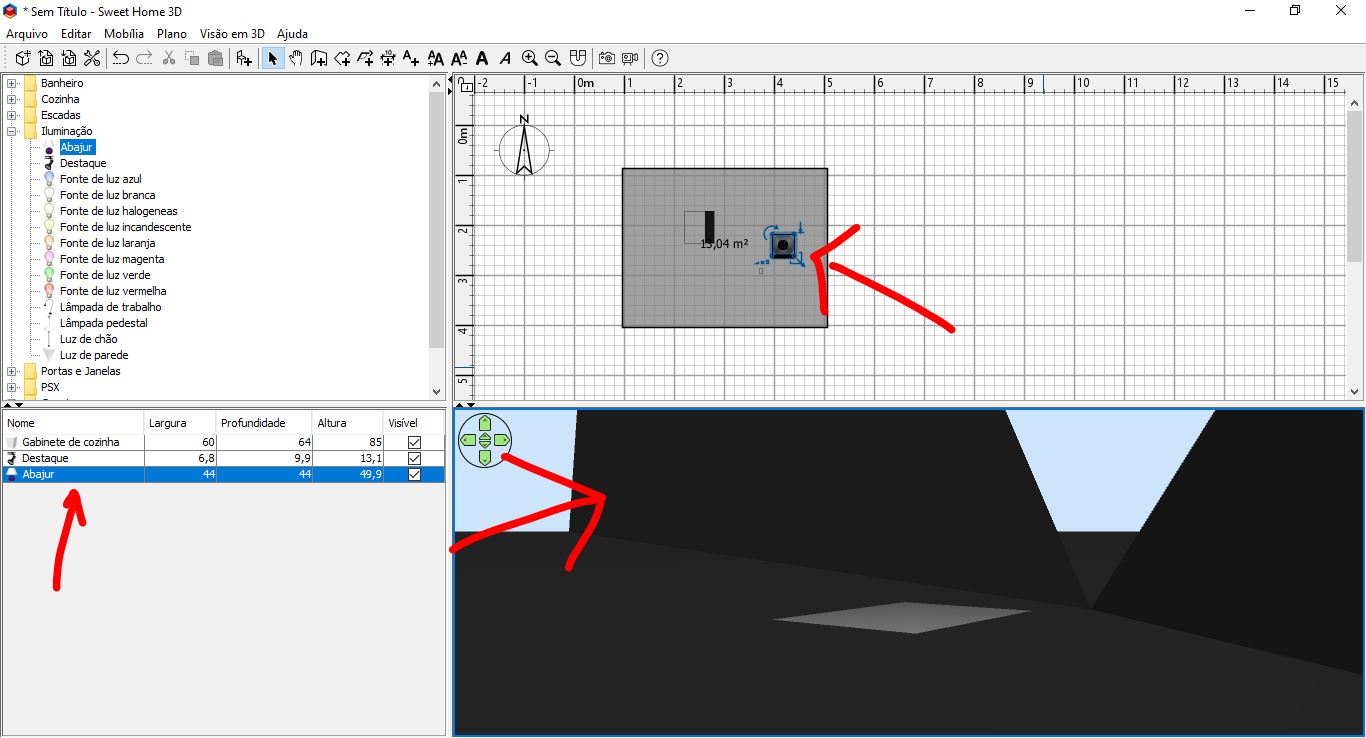 * Sem Título - Sweet Home 3D
Arquivo Editar Mobília Plano Visão em 3D Ajuda
Banheiro
Cozinha
Escadas
Iluminação
Abajur
Destaque
Fonte de luz azul
Fonte de luz branca
Fonte de luz halogeneas
Fonte de luz incandescente
Fonte de luz laranja
Fonte de luz magenta
Fonte de luz verde
Fonte de luz vermelha
Lâmpada de trabalho
Lâmpada pedestal
Luz de chão
Luz de parede
Portas e Janelas
PSX
-2 -1 0m 1 2 3 4 5 6 7 8 9 10 11 12 13 14 15
0m
1
2
3
4
5
N
,04 m²
Nome Largura Profundidade Altura Visível
Gabinete de cozinha 60 64 85
Destaque 6,8 9,9 13,1
Abajur 44 44 49,9